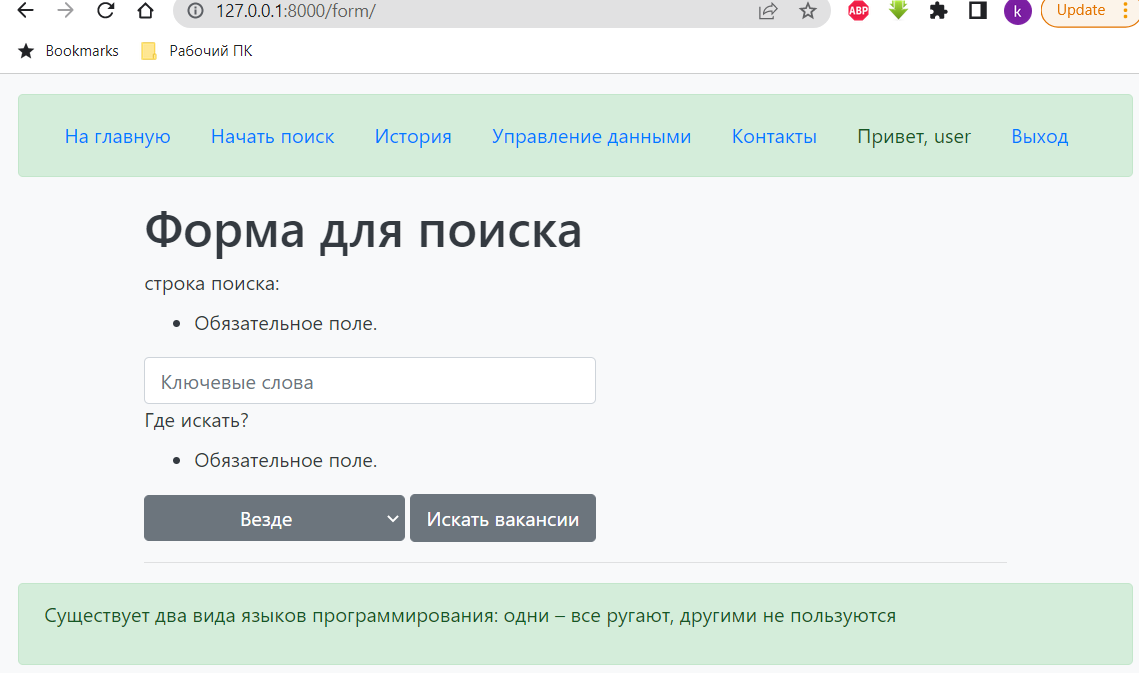 127.0.0.1:8000/form/
ABP
k
Update
Bookmarks Рабочий ПК
На главную Начать поиск История Управление данными Контакты Привет, user Выход
Форма для поиска
строка поиска:
• Обязательное поле.
Ключевые слова
Где искать?
• Обязательное поле.
Везде Искать вакансии
Существует два вида языков программирования: одни – все ругают, другими не пользуются